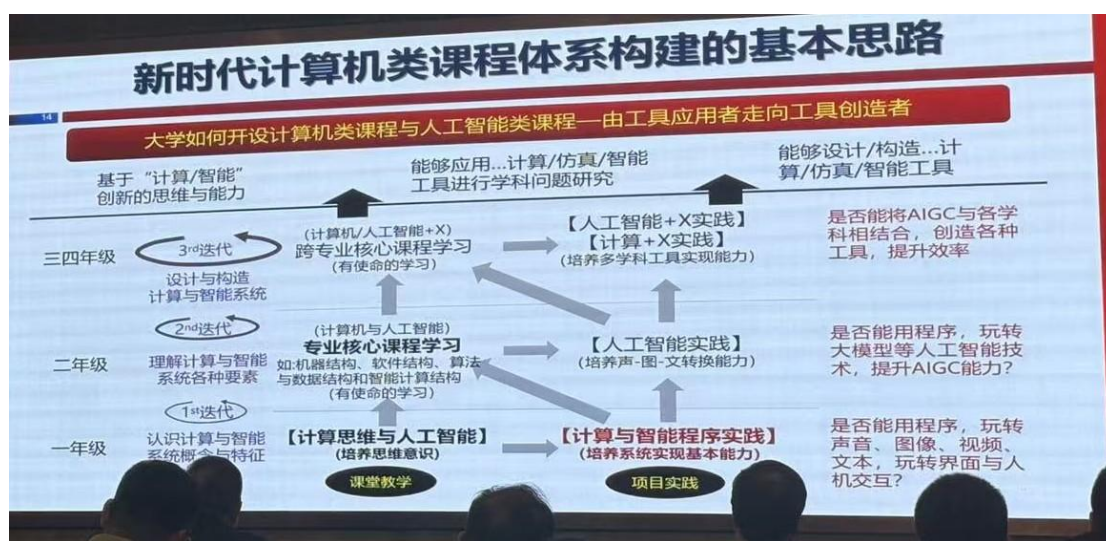 新时代计算机类课程体系构建的基本思路
14
大学如何开设计算机类课程与人工智能类课程—由工具应用者走向工具创造者
基于“计算/智能”
创新的思维与能力
能够应用...计算/仿真/智能
工具进行学科问题研究
能够设计/构造...计
算/仿真/智能工具
三四年级
3rd迭代
设计与构造
计算与智能系统
(计算机/人工智能+X)
跨专业核心课程学习
(有使命的学习)
【人工智能+X实践】
【计算+X实践】
(培养多学科工具实现能力)
是否能将AIGC与各学
科相结合，创造各种
工具，提升效率
二年级
2nd迭代
理解计算与智能
系统各种要素
(计算机与人工智能)
专业核心课程学习
如:机器结构、软件结构、算法
与数据结构和智能计算结构
(有使命的学习)
【人工智能实践】
(培养声-图-文转换能力)
是否能用程序，玩转
大模型等人工智能技
术，提升AIGC能力？
一年级
1st迭代
认识计算与智能
系统概念与特征
【计算思维与人工智能】
(培养思维意识)
【计算与智能程序实践】
(培养系统实现基本能力)
是否能用程序，玩转
声音、图像、视频、
文本，玩转界面与人
机交互？
课堂教学
项目实践